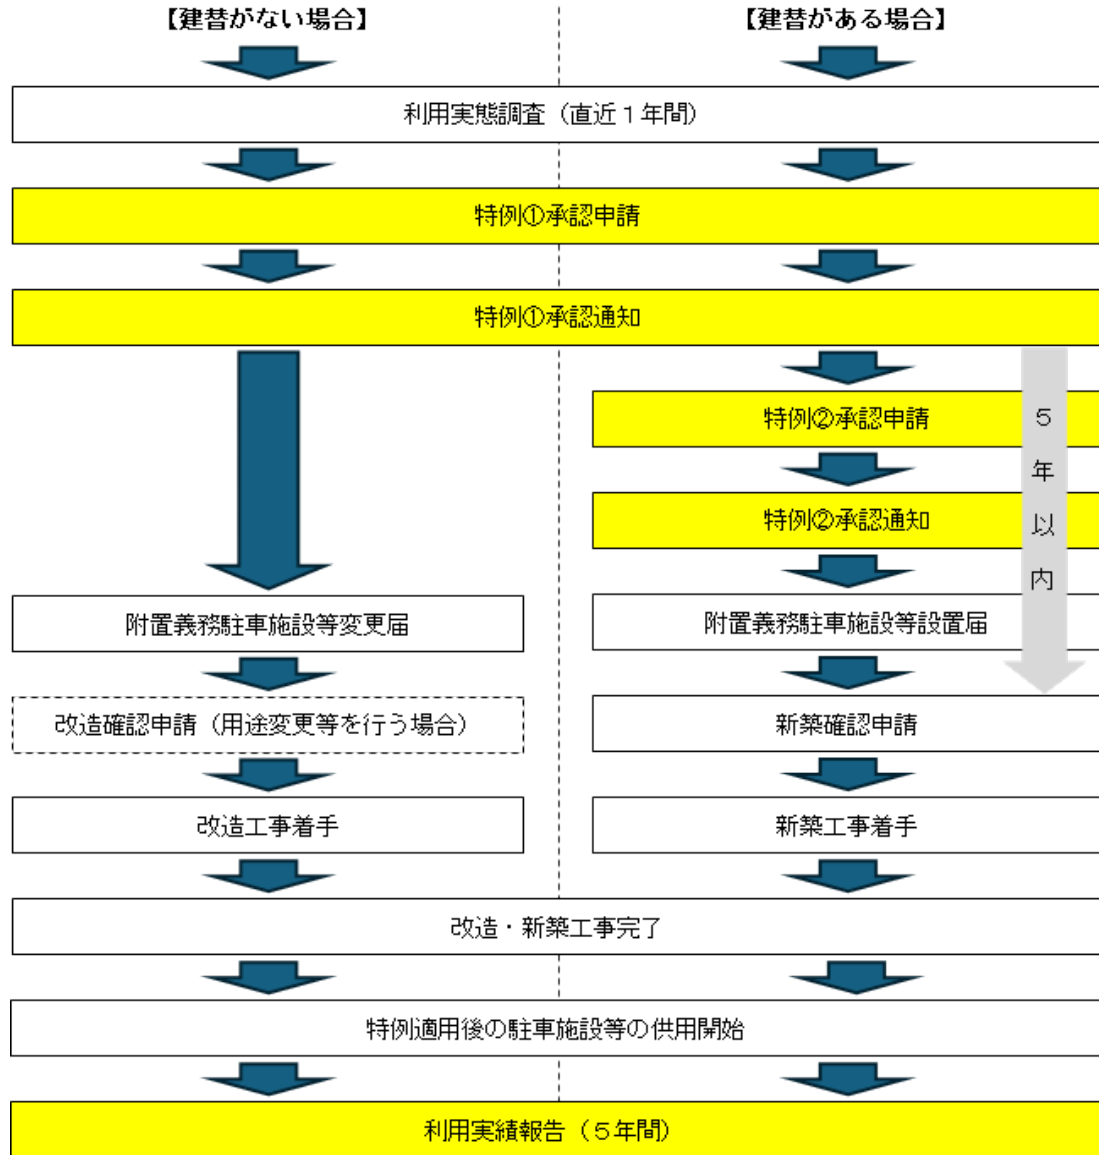 【建替がない場合】
【建替がある場合】
利用実態調査（直近１年間）
特例①承認申請
特例①承認通知
特例②承認申請
特例②承認通知
５年以内
附置義務駐車施設等変更届
附置義務駐車施設等設置届
改造確認申請（用途変更等を行う場合）
新築確認申請
改造工事着手
新築工事着手
改造・新築工事完了
特例適用後の駐車施設等の供用開始
利用実績報告（５年間）